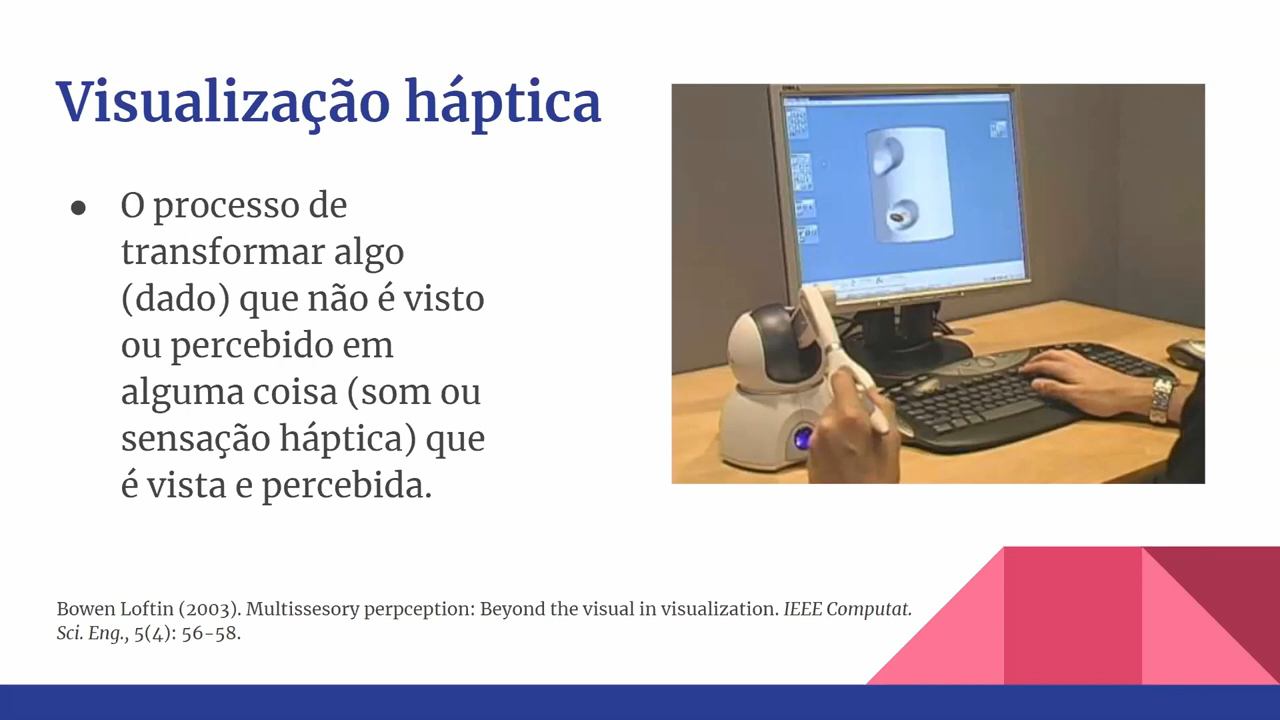 Visualização háptica
● O processo de
transformar algo
(dado) que não é visto
ou percebido em
alguma coisa (som ou
sensação háptica) que
é vista e percebida.
DELL
Bowen Loftin (2003). Multissesory perpception: Beyond the visual in visualization. IEEE Computat.
Sci. Eng., 5(4): 56-58.